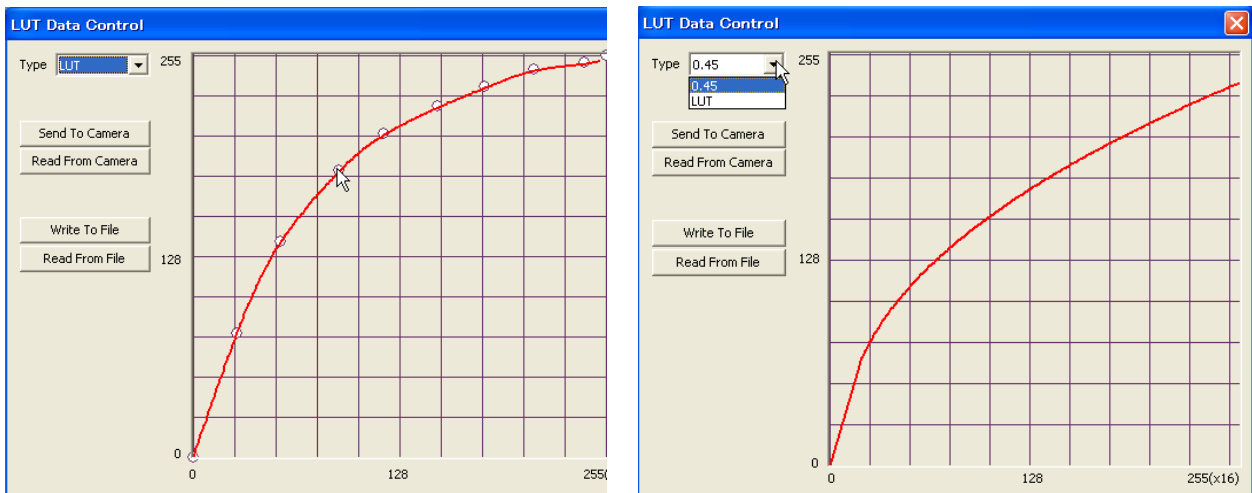 LUT Data Control
Type LUT
255
Send To Camera
Read From Camera
Write To File
Read From File
128
0
0 128 255(
LUT Data Control
Type 0.45
0.45
LUT
255
Send To Camera
Read From Camera
Write To File
Read From File
128
0
0 128 255(x16)